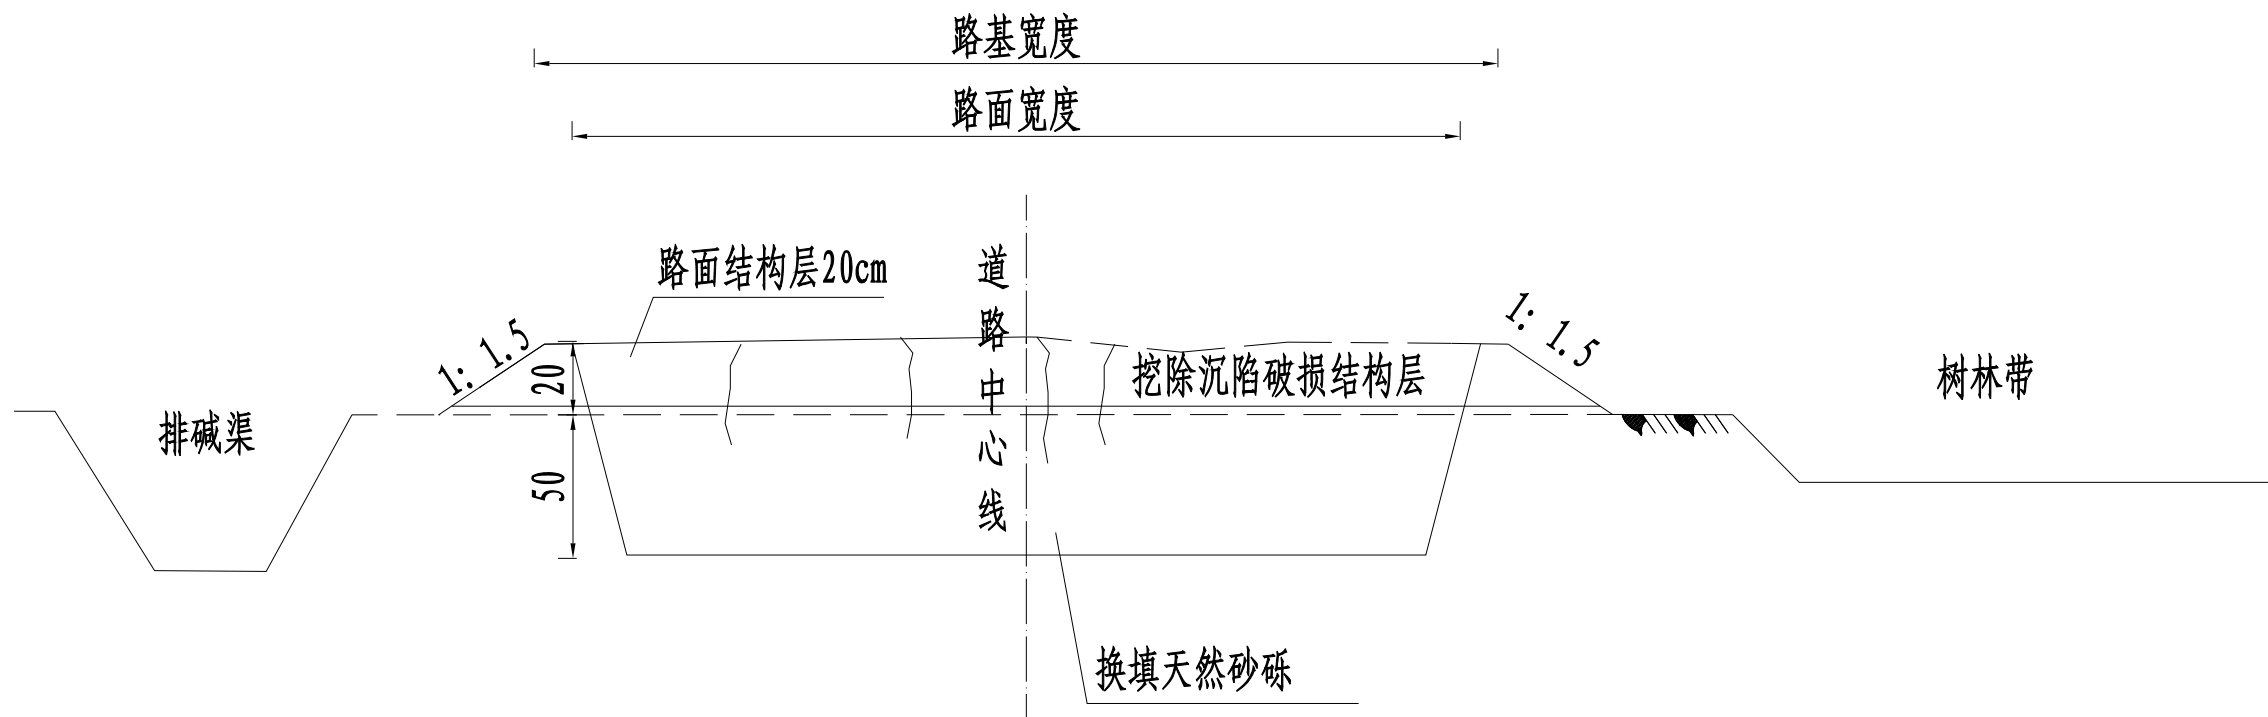 路基宽度
路面宽度
路面结构层20cm
道路中心线
1: 1.5
1: 1.5
20
挖除沉陷破损结构层
树林带
排碱渠
50
换填天然砂砾